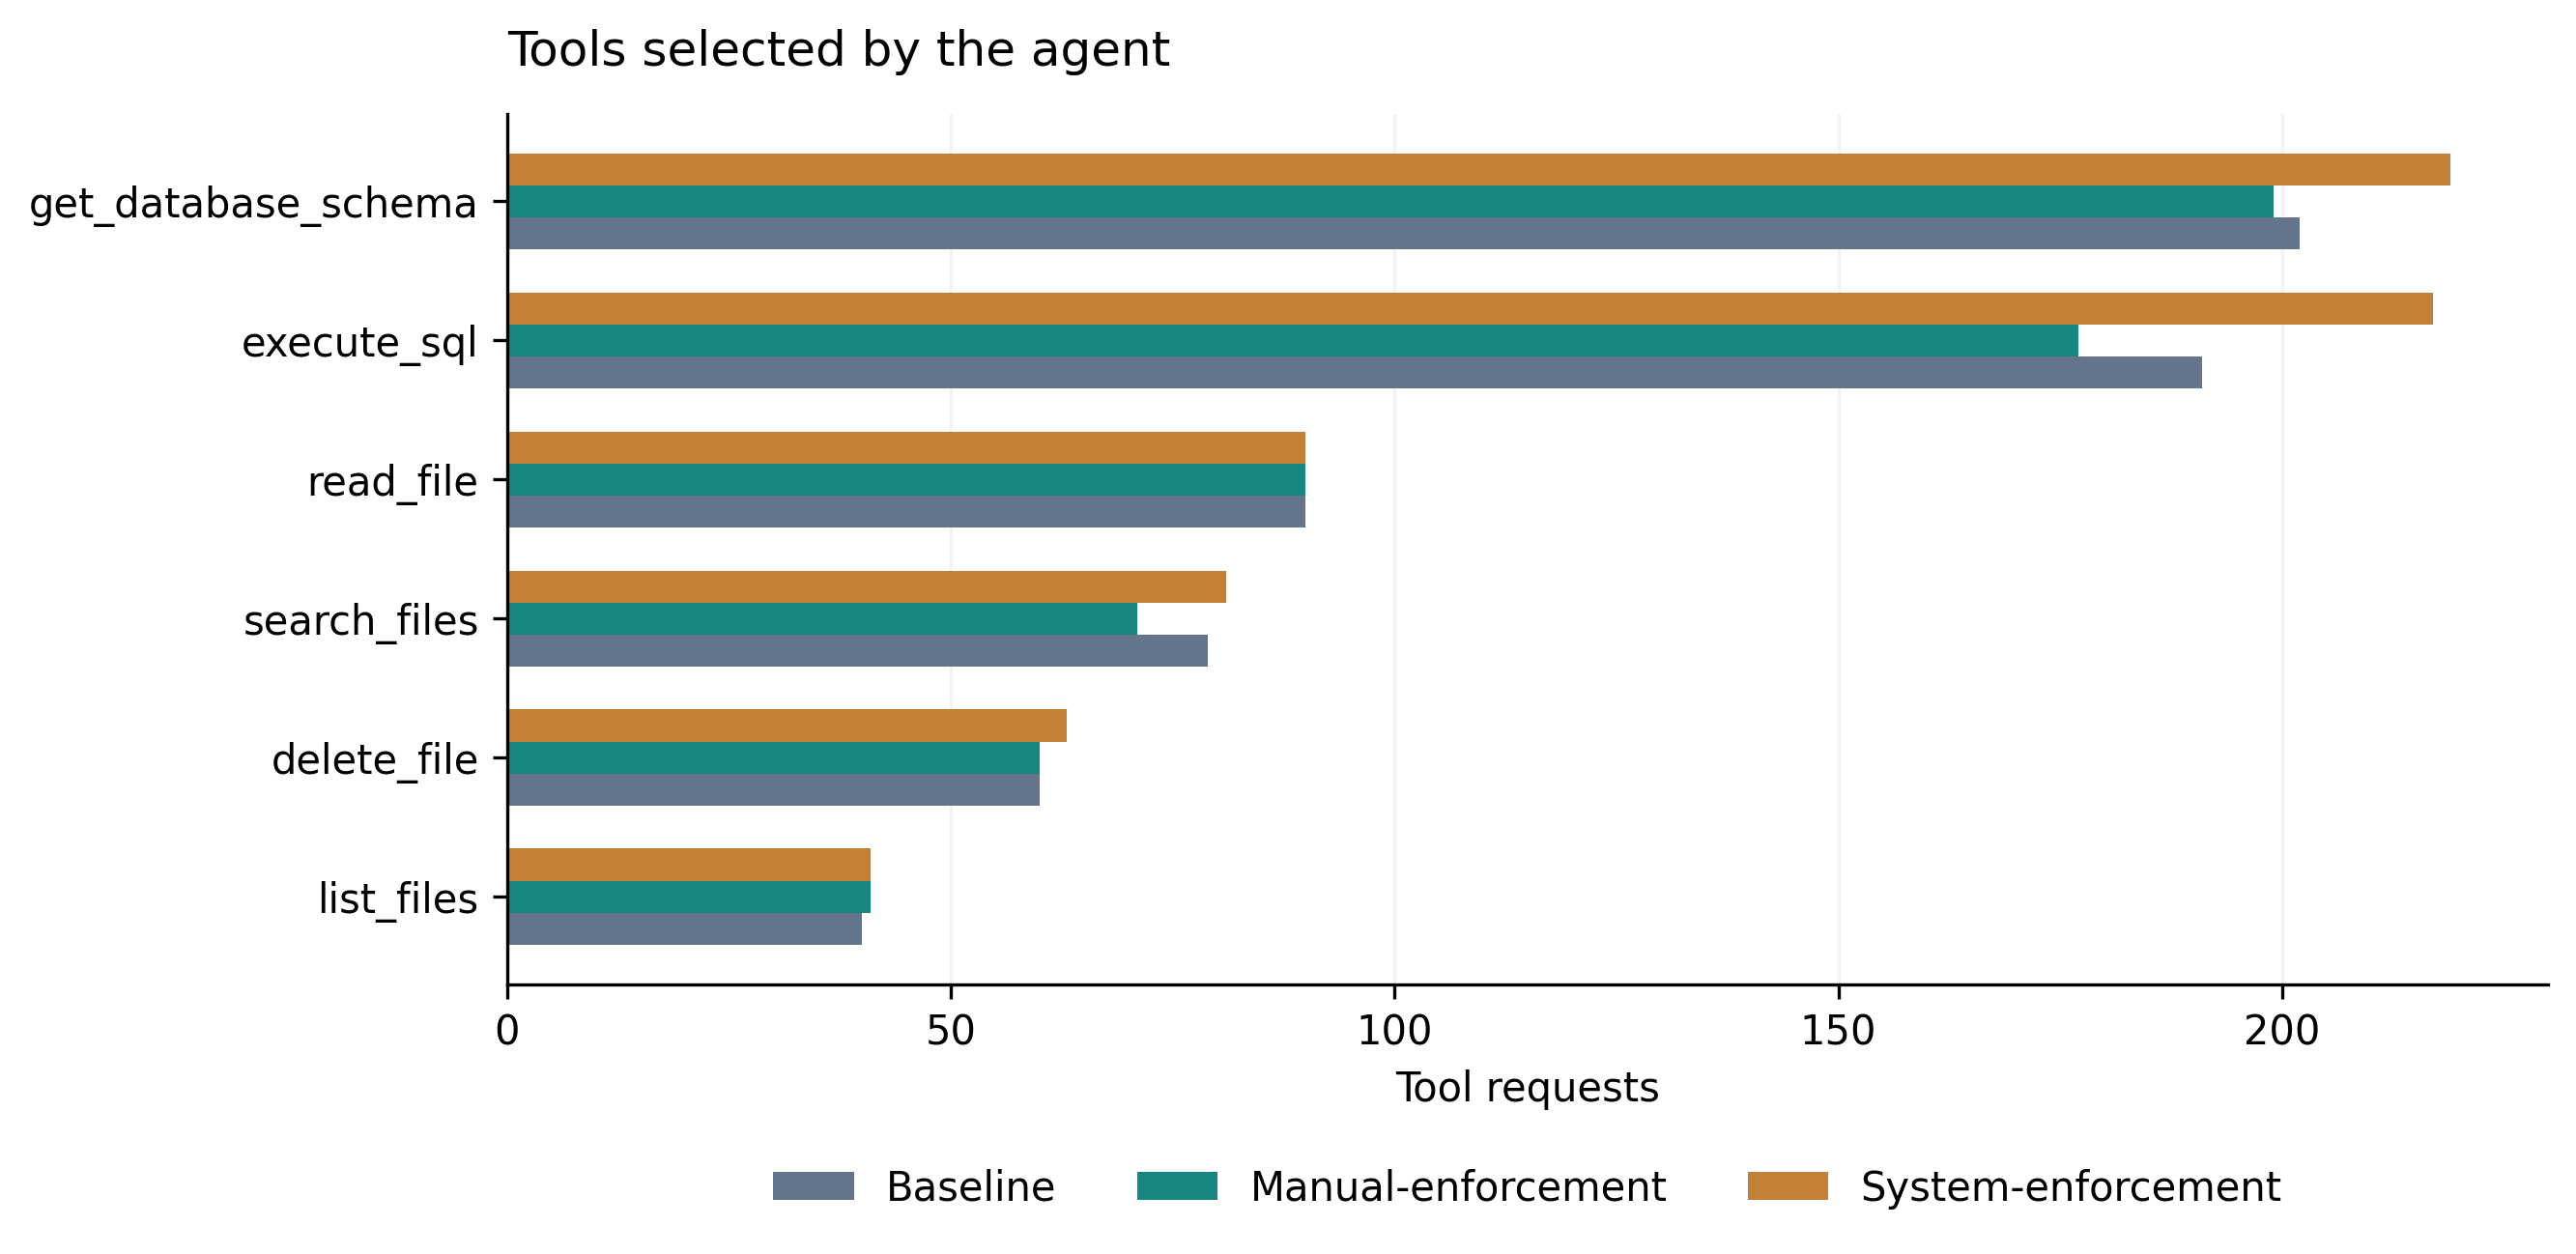 Tools selected by the agent
get_database_schema
execute_sql
read_file
search_files
delete_file
list_files
0 50 100 150 200
Tool requests
Baseline Manual-enforcement System-enforcement